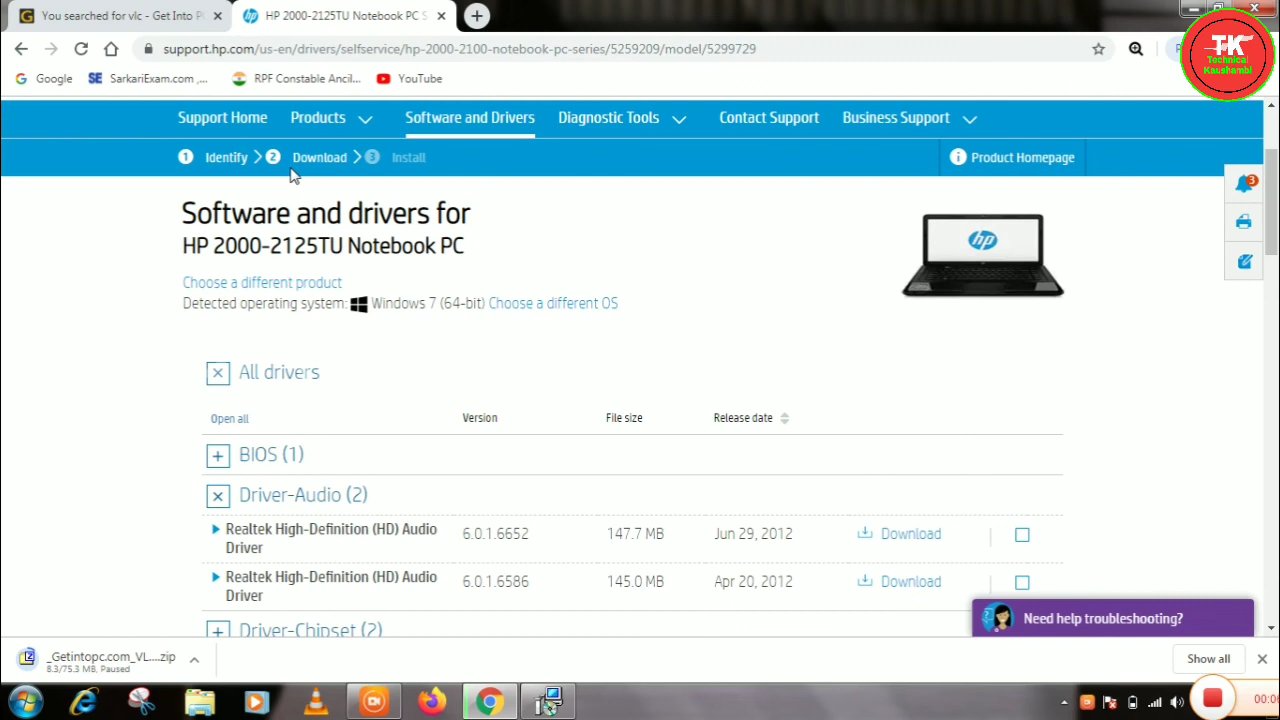 You searched for vlc - Get Into P
HP 2000-2125TU Notebook PC S
support.hp.com/us-en/drivers/selfservice/hp-2000-2100-notebook-pc-series/5259209/model/5299729
Google SarkariExam.com ,... RPF Constable Ancil... YouTube
TK
Technical
Kaushambi
Support Home Products Software and Drivers Diagnostic Tools Contact Support Business Support
1 Identify 2 Download 3 Install Product Homepage
3
Software and drivers for
HP 2000-2125TU Notebook PC
hp
Choose a different product
Detected operating system: Windows 7 (64-bit) Choose a different OS
All drivers
Open all Version File size Release date
BIOS (1)
Driver-Audio (2)
Realtek High-Definition (HD) Audio Driver 6.0.1.6652 147.7 MB Jun 29, 2012 Download
Realtek High-Definition (HD) Audio Driver 6.0.1.6586 145.0 MB Apr 20, 2012 Download
Need help troubleshooting?
Driver-Chipset (2)
_Getintopc.com_VL....zip
8.3/75.3 MB, Paused
Show all